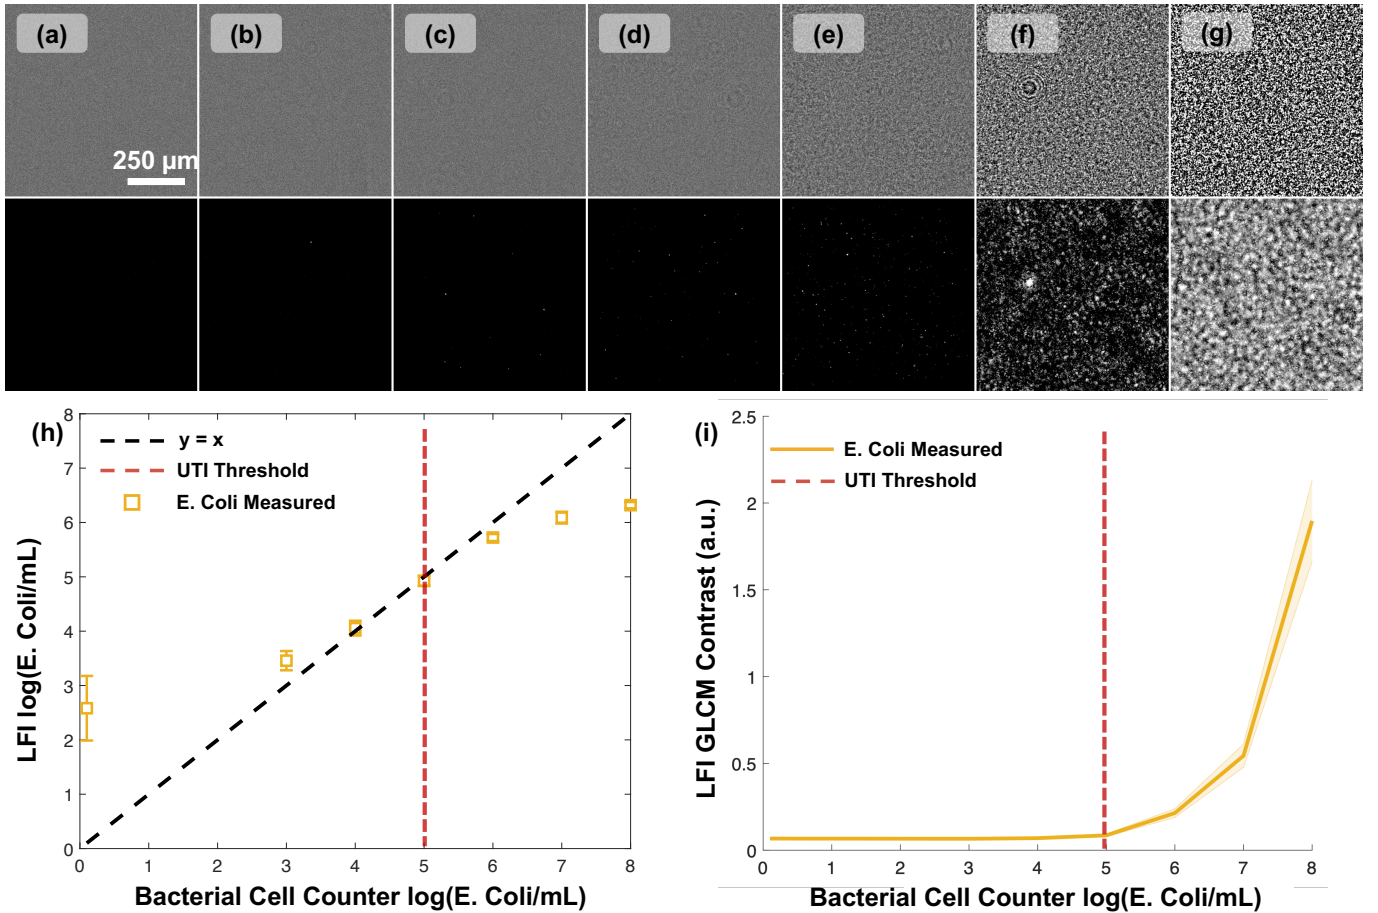 (a) (b) (c) (d) (e) (f) (g)
250 µm
(h)
8
7
6
5
4
3
2
1
0
LFI log(E. Coli/mL)
y = x
UTI Threshold
E. Coli Measured
0 1 2 3 4 5 6 7 8
Bacterial Cell Counter log(E. Coli/mL)
(i)
2.5
2
1.5
1
0.5
0
LFI GLCM Contrast (a.u.)
E. Coli Measured
UTI Threshold
0 1 2 3 4 5 6 7 8
Bacterial Cell Counter log(E. Coli/mL)